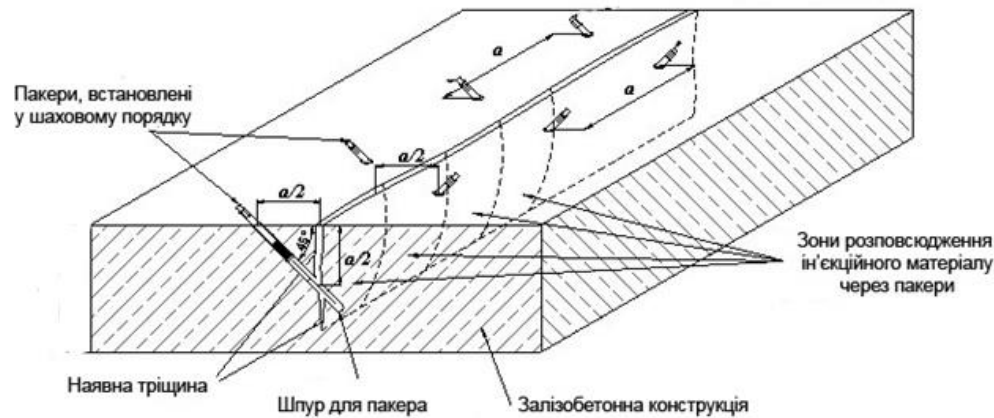 a
Пакери, встановлені
у шаховому порядку
a
a/2
a/2
45°
a/2
Зони розповсюдження
ін'єкційного матеріалу
через пакери
Наявна тріщина
Шпур для пакера
Залізобетонна конструкція